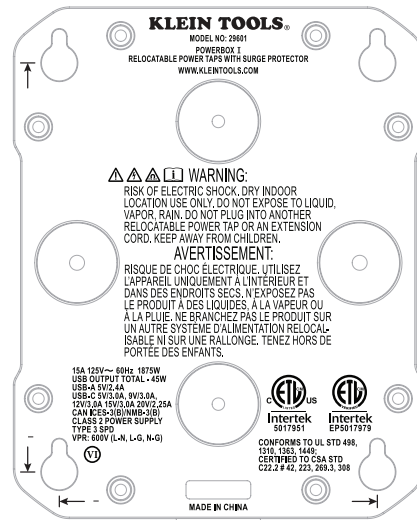 KLEIN TOOLS®
MODEL NO: 29601
POWERBOX I
RELOCATABLE POWER TAPS WITH SURGE PROTECTOR
WWW.KLEINTOOLS.COM
WARNING:
RISK OF ELECTRIC SHOCK. DRY INDOOR
LOCATION USE ONLY. DO NOT EXPOSE TO LIQUID,
VAPOR, RAIN. DO NOT PLUG INTO ANOTHER
RELOCATABLE POWER TAP OR AN EXTENSION
CORD. KEEP AWAY FROM CHILDREN.
AVERTISSEMENT:
RISQUE DE CHOC ÉLECTRIQUE. UTILISEZ
L'APPAREIL UNIQUEMENT À L'INTÉRIEUR ET
DANS DES ENDROITS SECS. N'EXPOSEZ PAS
LE PRODUIT À DES LIQUIDES, À LA VAPEUR OU
À LA PLUIE. NE BRANCHEZ PAS LE PRODUIT SUR
UN AUTRE SYSTÈME D'ALIMENTATION RELOCAL-
ISABLE NI SUR UNE RALLONGE. TENEZ HORS DE
PORTÉE DES ENFANTS.
15A 125V~ 60Hz 1875W
USB OUTPUT TOTAL - 45W
USB-A 5V/2,4A
USB-C 5V/3.0A, 9V/3.0A,
12V/3,0A 15V/3,0A 20V/2,25A
CAN ICES-3(B)/NMB-3(B)
CLASS 2 POWER SUPPLY
TYPE 3 SPD
VPR: 600V (L-N, L-G, N-G)
VI
C ETL US
Intertek
5017951
ETL
Intertek
EP5017979
CONFORMS TO UL STD 498,
1310, 1363, 1449;
CERTIFIED TO CSA STD
C22.2 # 42, 223, 269.3, 308
MADE IN CHINA